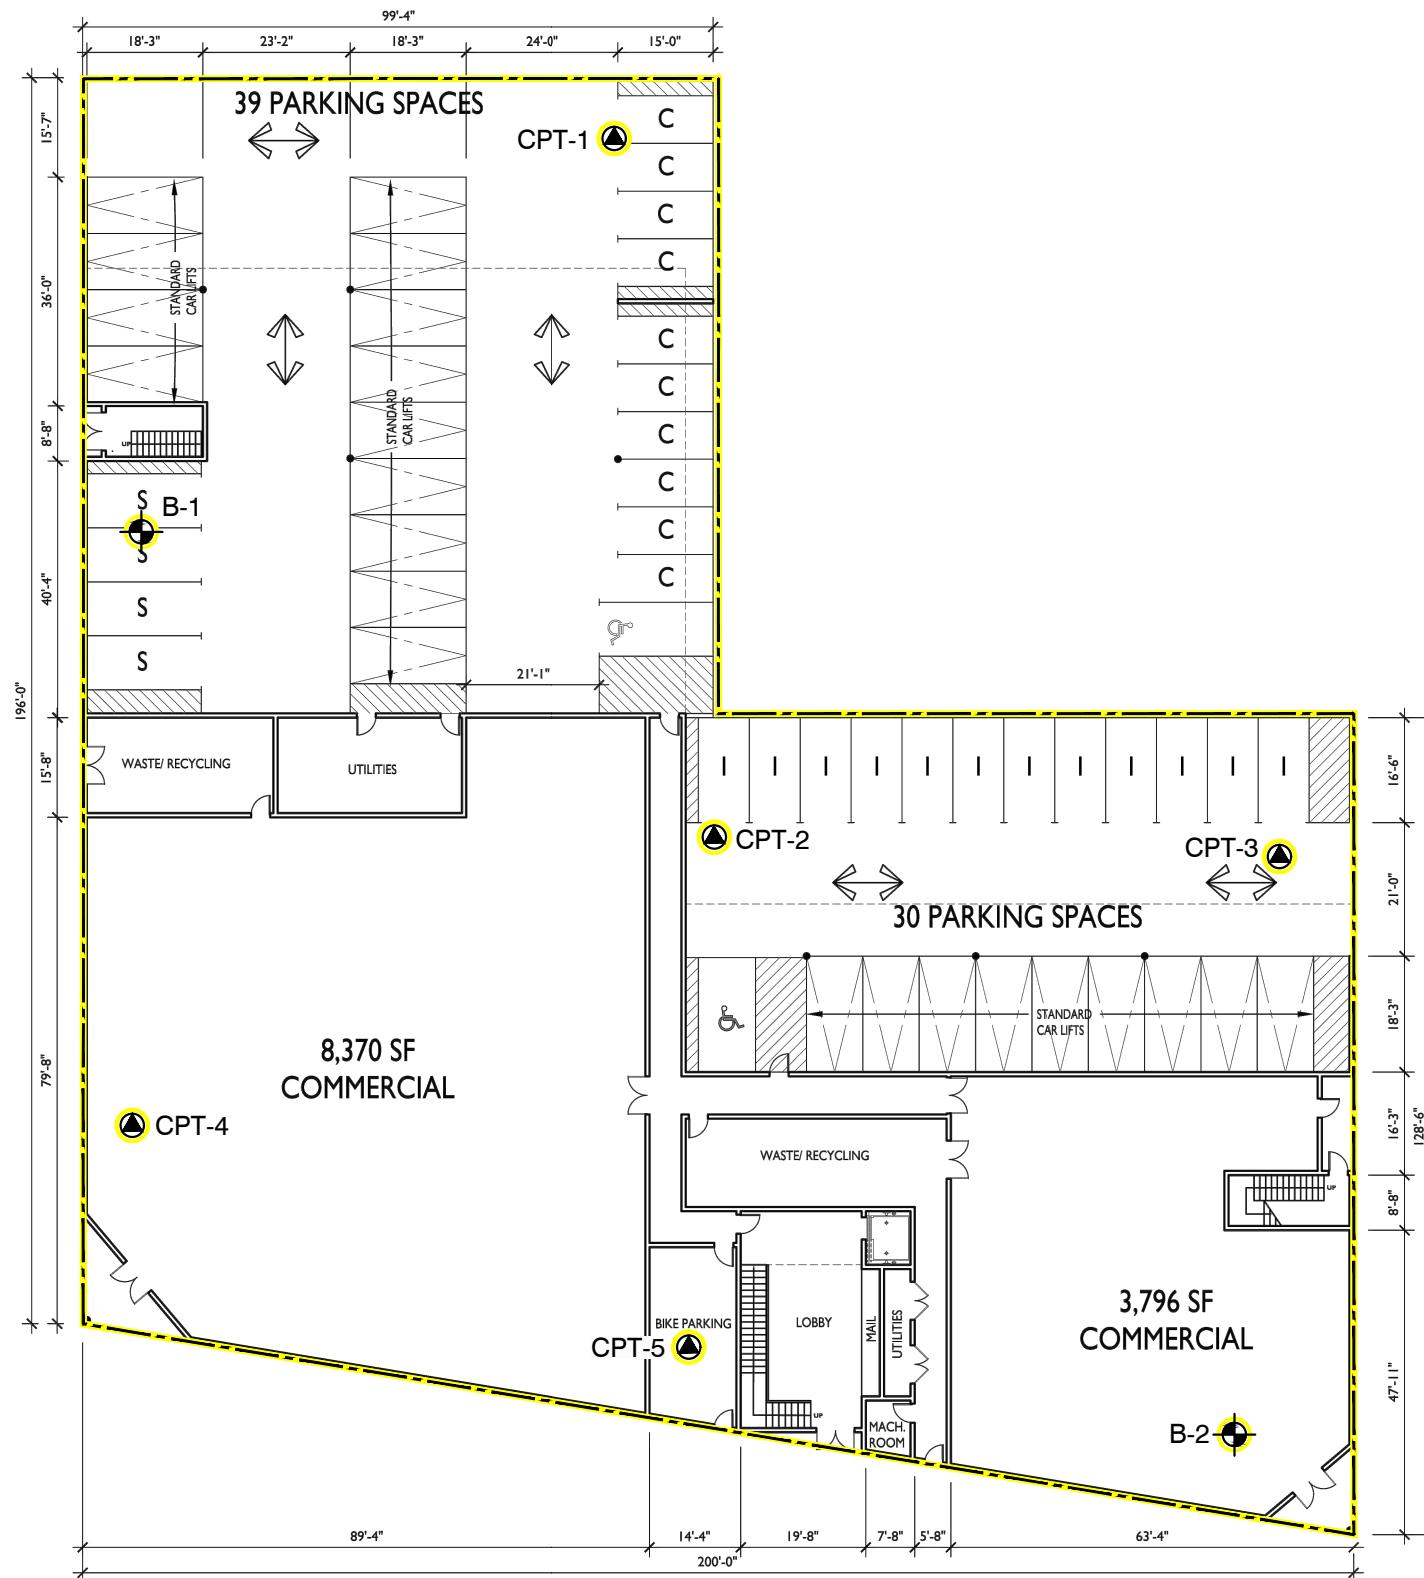 99'-4"
18'-3"
23'-2"
18'-3"
24'-0"
15'-0"
39 PARKING SPACES
CPT-1
C
C
C
C
15'-7"
36'-0"
8'-8"
40'-4"
196'-0"
15'-8"
79'-8"
STANDARD
CAR LIFTS
STANDARD
CAR LIFTS
UP
C
C
C
C
C
C
S
B-1
S
S
S
21'-1"
WASTE/ RECYCLING
UTILITIES
I I I I I I I I I I I I
CPT-2
CPT-3
30 PARKING SPACES
STANDARD
CAR LIFTS
16'-6"
21'-0"
18'-3"
16'-3"
128'-6"
8'-8"
47'-11"
8,370 SF
COMMERCIAL
CPT-4
WASTE/ RECYCLING
UP
BIKE PARKING
CPT-5
LOBBY
MAIL
UTILITIES
UP
MACH.
ROOM
3,796 SF
COMMERCIAL
B-2
89'-4"
14'-4"
19'-8"
7'-8"
5'-8"
63'-4"
200'-0"